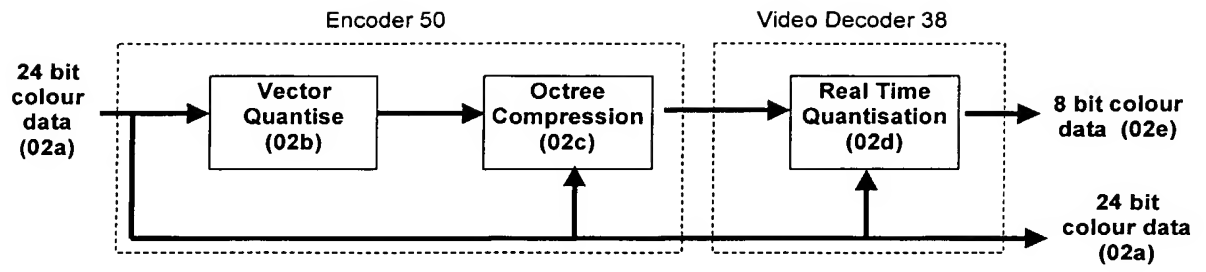 Encoder 50
Video Decoder 38
24 bit
colour
data
(02a)
Vector
Quantise
(02b)
Octree
Compression
(02c)
Real Time
Quantisation
(02d)
8 bit colour
data (02e)
24 bit
colour data
(02a)